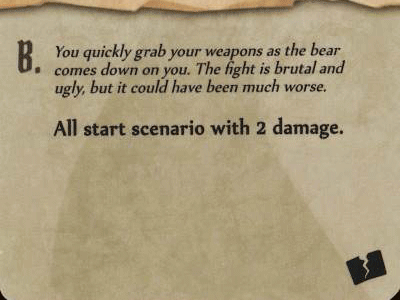 B. You quickly grab your weapons as the bear
comes down on you. The fight is brutal and
ugly, but it could have been much worse.
All start scenario with 2 damage.